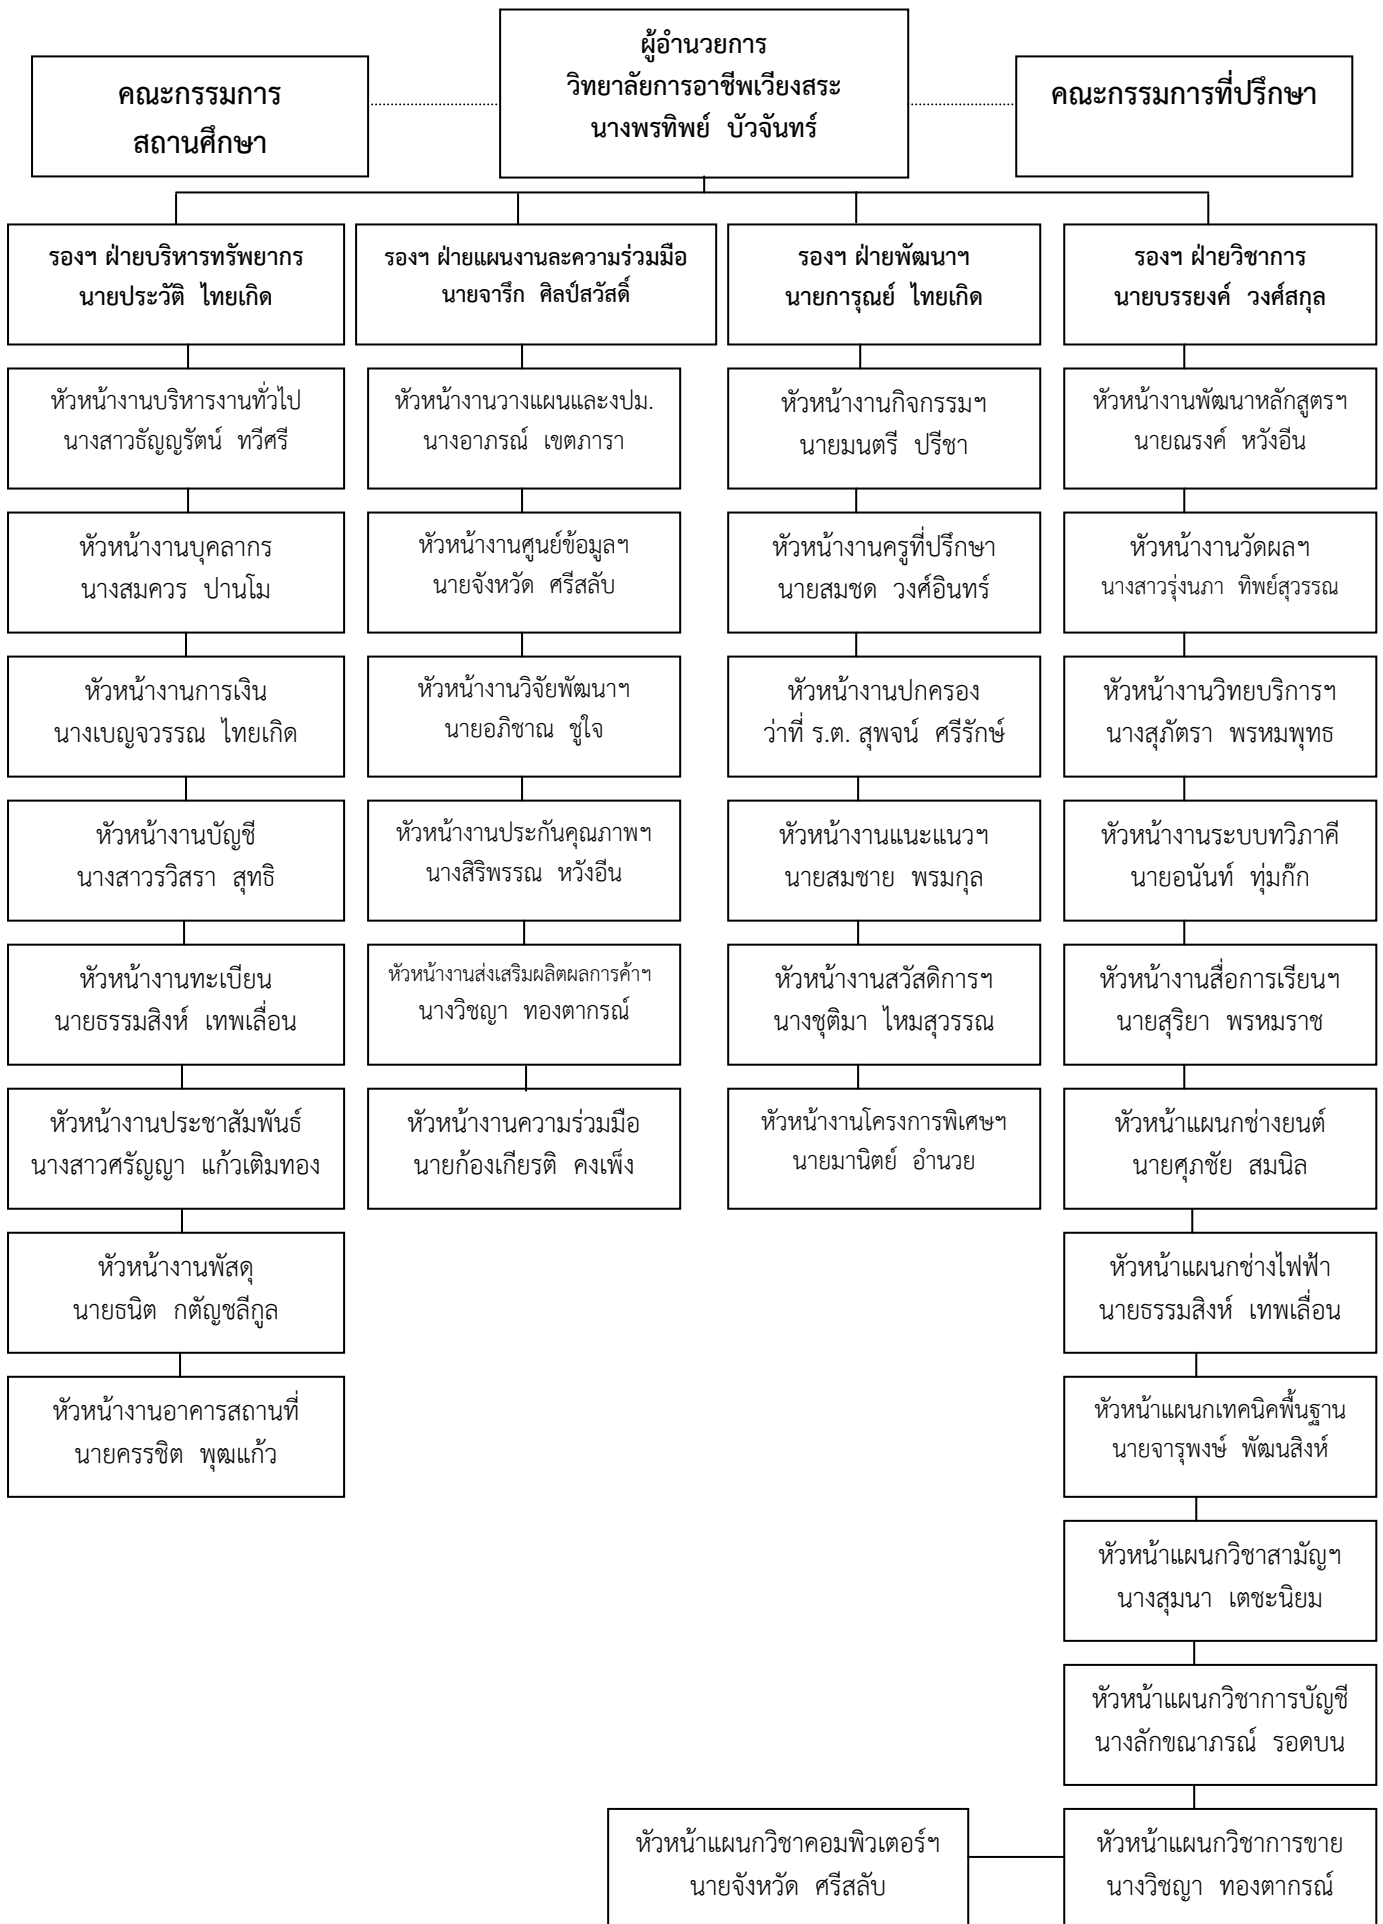 ผู้อำนวยการ
วิทยาลัยการอาชีพเวียงสระ
นางพรทิพย์ บัวจันทร์
คณะกรรมการ
สถานศึกษา
คณะกรรมการที่ปรึกษา
รองฯ ฝ่ายบริหารทรัพยากร
นายประวัติ ไทยเกิด
หัวหน้างานบริหารงานทั่วไป
นางสาวธัญญรัตน์ ทวีศรี
หัวหน้างานบุคลากร
นางสมควร ปานโม
หัวหน้างานการเงิน
นางเบญจวรรณ ไทยเกิด
หัวหน้างานบัญชี
นางสาวรวิสรา สุทธิ
หัวหน้างานทะเบียน
นายธรรมสิงห์ เทพเลื่อน
หัวหน้างานประชาสัมพันธ์
นางสาวศรัญญา แก้วเติมทอง
หัวหน้างานพัสดุ
นายธนิต กตัญชลีกูล
หัวหน้างานอาคารสถานที่
นายครรชิต พุฒแก้ว
รองฯ ฝ่ายแผนงานละความร่วมมือ
นายจารึก ศิลป์สวัสดิ์
หัวหน้างานวางแผนและงปม.
นางอาภรณ์ เขตภารา
หัวหน้างานศูนย์ข้อมูลฯ
นายจังหวัด ศรีสลับ
หัวหน้างานวิจัยพัฒนาฯ
นายอภิชาณ ชูใจ
หัวหน้างานประกันคุณภาพฯ
นางสิริพรรณ หวังอีน
หัวหน้างานส่งเสริมผลิตผลการค้าฯ
นางวิชญา ทองตากรณ์
หัวหน้างานความร่วมมือ
นายก้องเกียรติ คงเพ็ง
รองฯ ฝ่ายพัฒนาฯ
นายการุณย์ ไทยเกิด
หัวหน้างานกิจกรรมฯ
นายมนตรี ปรีชา
หัวหน้างานครูที่ปรึกษา
นายสมชด วงศ์อินทร์
หัวหน้างานปกครอง
ว่าที่ ร.ต. สุพจน์ ศรีรักษ์
หัวหน้างานแนะแนวฯ
นายสมชาย พรมกุล
หัวหน้างานสวัสดิการฯ
นางชุติมา ไหมสุวรรณ
หัวหน้างานโครงการพิเศษฯ
นายมานิตย์ อำนวย
รองฯ ฝ่ายวิชาการ
นายบรรยงค์ วงศ์สกุล
หัวหน้างานพัฒนาหลักสูตรฯ
นายณรงค์ หวังอีน
หัวหน้างานวัดผลฯ
นางสาวรุ่งนภา ทิพย์สุวรรณ
หัวหน้างานวิทยบริการฯ
นางสุภัตรา พรหมพุทธ
หัวหน้างานระบบทวิภาคี
นายอนันท์ ทุ่มก๊ก
หัวหน้างานสื่อการเรียนฯ
นายสุริยา พรหมราช
หัวหน้าแผนกช่างยนต์
นายศุภชัย สมนิล
หัวหน้าแผนกช่างไฟฟ้า
นายธรรมสิงห์ เทพเลื่อน
หัวหน้าแผนกเทคนิคพื้นฐาน
นายจารุพงษ์ พัฒนสิงห์
หัวหน้าแผนกวิชาสามัญฯ
นางสุมนา เตชะนิยม
หัวหน้าแผนกวิชาการบัญชี
นางลักขณาภรณ์ รอดบน
หัวหน้าแผนกวิชาการขาย
นางวิชญา ทองตากรณ์
หัวหน้าแผนกวิชาคอมพิวเตอร์ฯ
นายจังหวัด ศรีสลับ